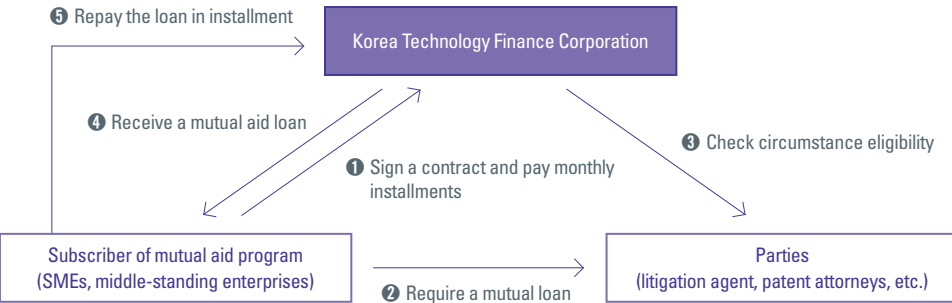 ❺ Repay the loan in installment
Korea Technology Finance Corporation
❹ Receive a mutual aid loan
❸ Check circumstance eligibility
❶ Sign a contract and pay monthly
installments
Subscriber of mutual aid program
(SMEs, middle-standing enterprises)
Parties
(litigation agent, patent attorneys, etc.)
❷ Require a mutual loan